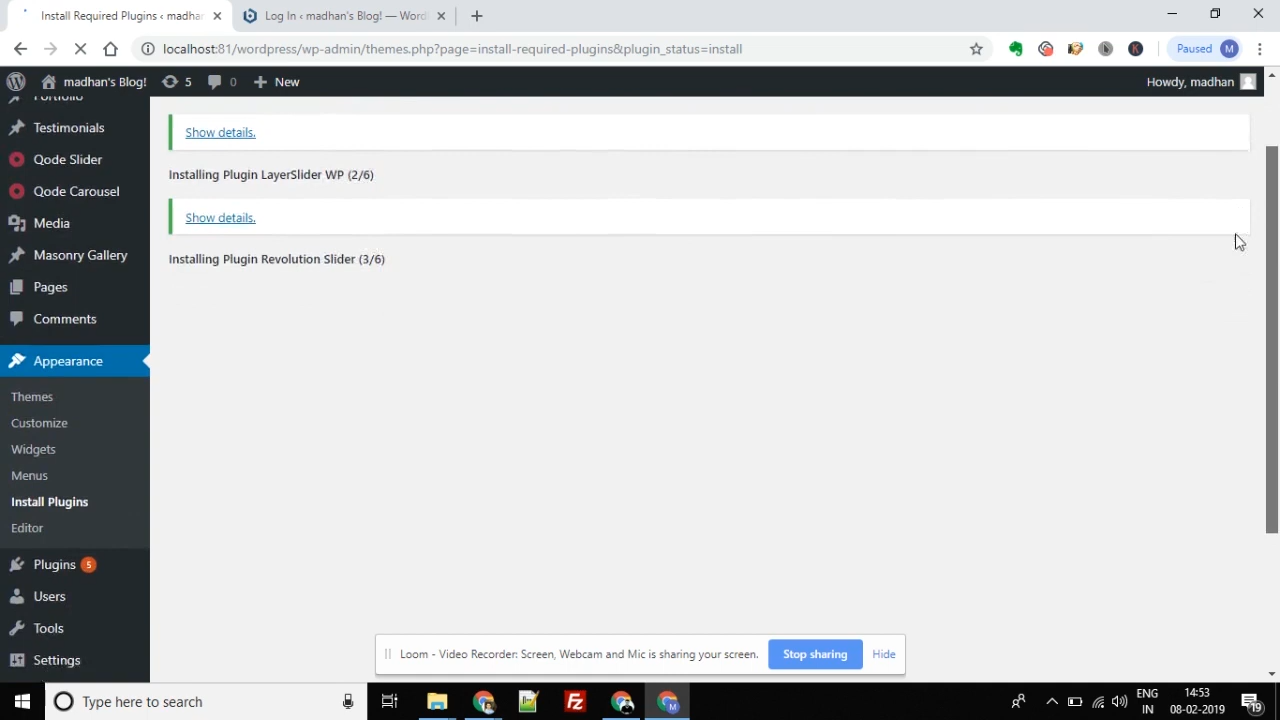 Install Required Plugins ‹ madhan
Log In ‹ madhan's Blog! — Word
localhost:81/wordpress/wp-admin/themes.php?page=install-required-plugins&plugin_status=install
Paused
M
madhan's Blog!
5
0
New
Howdy, madhan
Portfolio
Testimonials
Qode Slider
Qode Carousel
Media
Masonry Gallery
Pages
Comments
Appearance
Themes
Customize
Widgets
Menus
Install Plugins
Editor
Plugins 5
Users
Tools
Settings
Show details.
Installing Plugin LayerSlider WP (2/6)
Show details.
Installing Plugin Revolution Slider (3/6)
Loom - Video Recorder: Screen, Webcam and Mic is sharing your screen.
Stop sharing
Hide
Type here to search
ENG
IN
14:53
08-02-2019
19